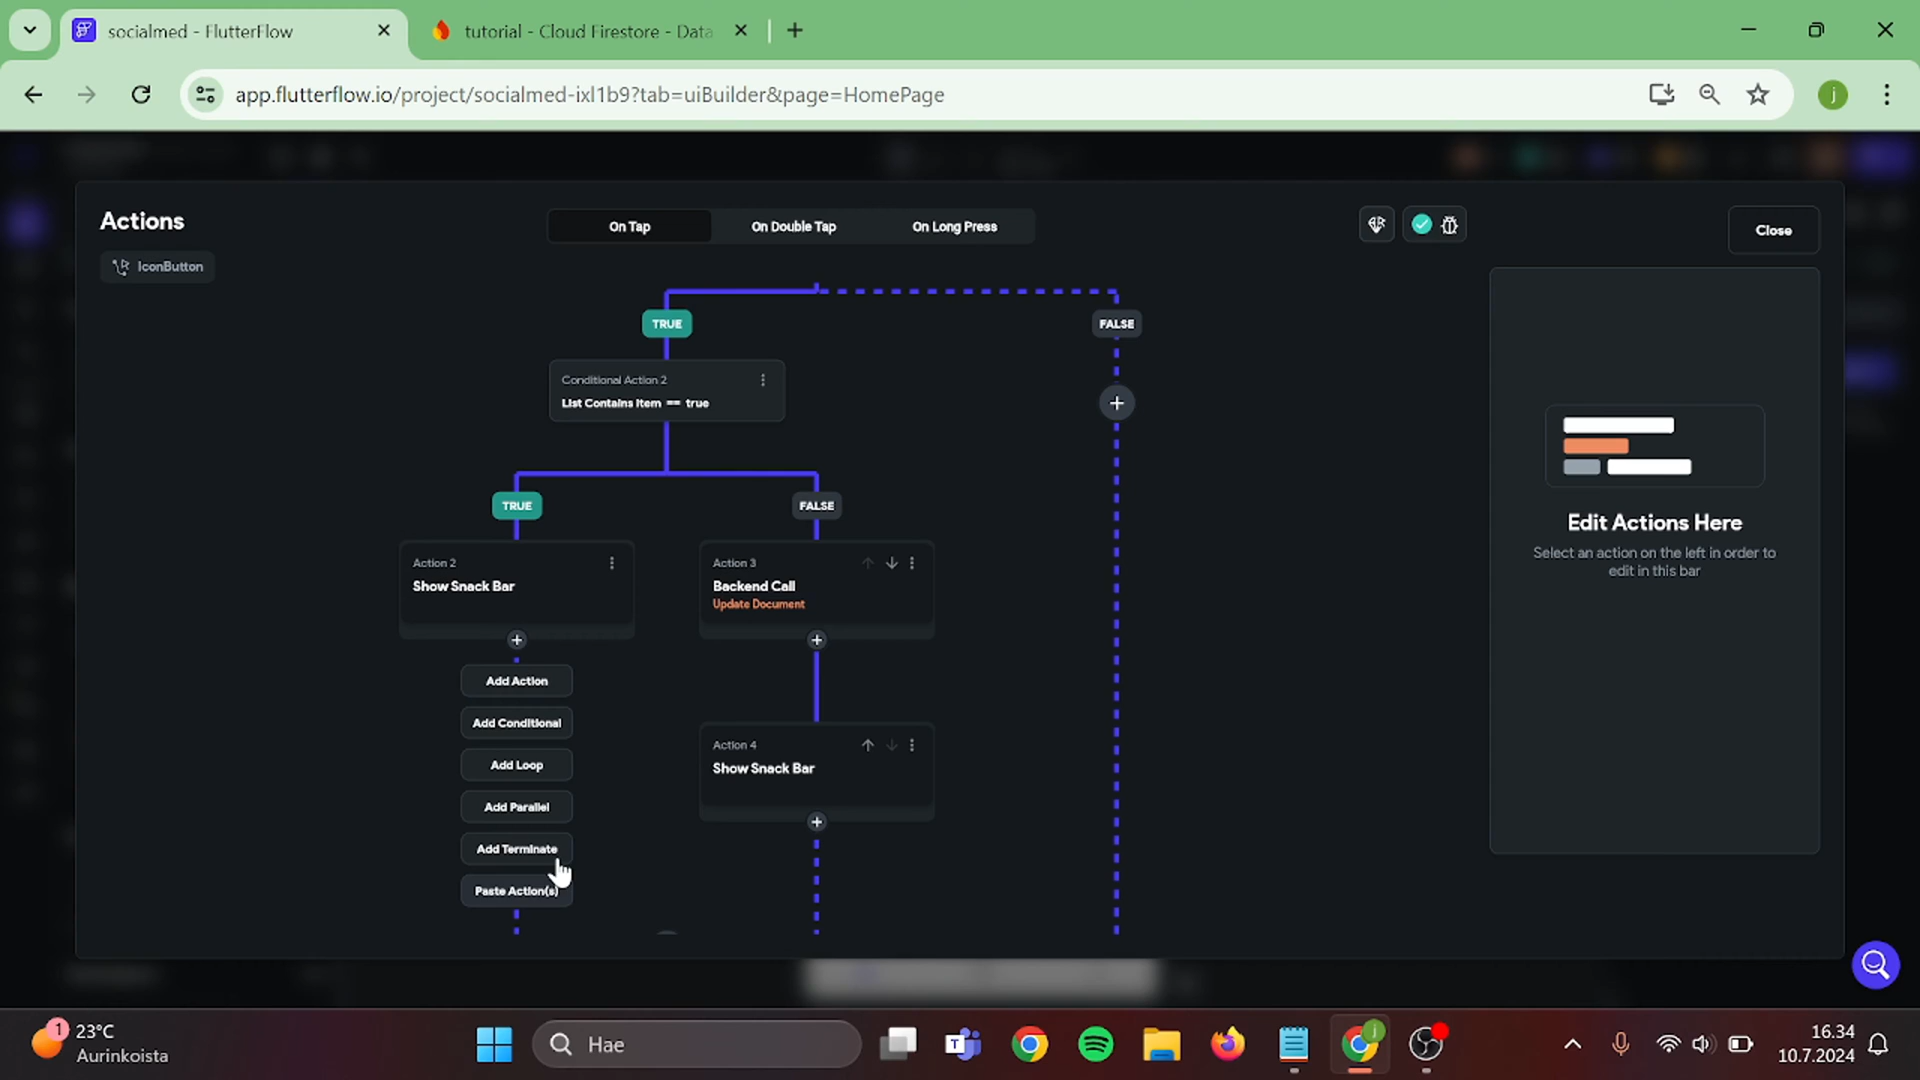 socialmed - FlutterFlow
tutorial - Cloud Firestore - Data
app.flutterflow.io/project/socialmed-ixl1b9?tab=uiBuilder&page=HomePage
j
Actions
On Tap
On Double Tap
On Long Press
Close
IconButton
TRUE
FALSE
Conditional Action 2
List Contains Item == true
TRUE
FALSE
Action 2
Show Snack Bar
Action 3
Backend Call
Update Document
Edit Actions Here
Select an action on the left in order to
edit in this bar
Add Action
Add Conditional
Add Loop
Add Parallel
Add Terminate
Paste Action(s)
Action 4
Show Snack Bar
1
23°C
Aurinkoista
Hae
T
j
16.34
10.7.2024